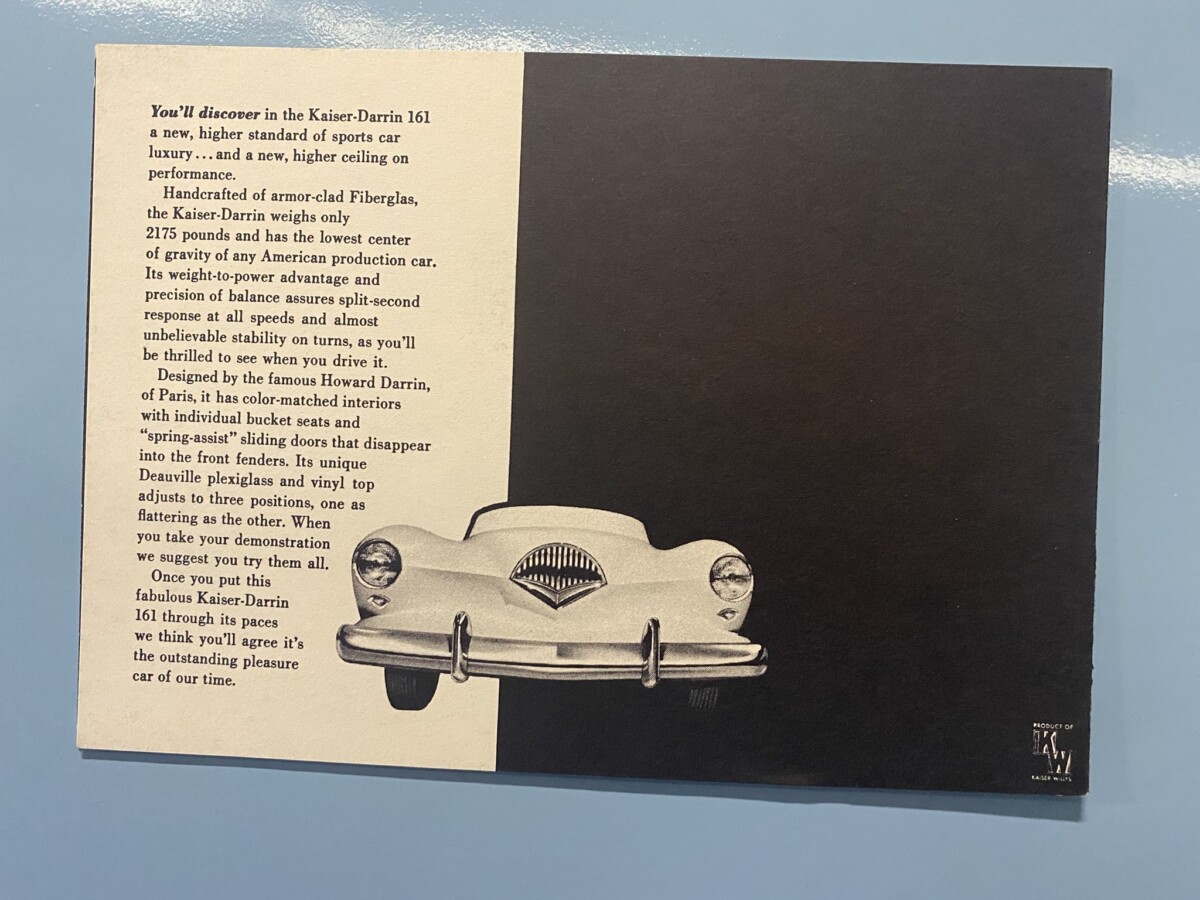 You'll discover in the Kaiser-Darrin 161
a new, higher standard of sports car
luxury...and a new, higher ceiling on
performance.
Handcrafted of armor-clad Fiberglas,
the Kaiser-Darrin weighs only
2175 pounds and has the lowest center
of gravity of any American production car.
Its weight-to-power advantage and
precision of balance assures split-second
response at all speeds and almost
unbelievable stability on turns, as you'll
be thrilled to see when you drive it.
Designed by the famous Howard Darrin,
of Paris, it has color-matched interiors
with individual bucket seats and
“spring-assist” sliding doors that disappear
into the front fenders. Its unique
Deauville plexiglass and vinyl top
adjusts to three positions, one as
flattering as the other. When
you take your demonstration
we suggest you try them all.
Once you put this
fabulous Kaiser-Darrin
161 through its paces
we think you'll agree it's
the outstanding pleasure
car of our time.
PRODUCT OF
KW
KAISER-WILLYS